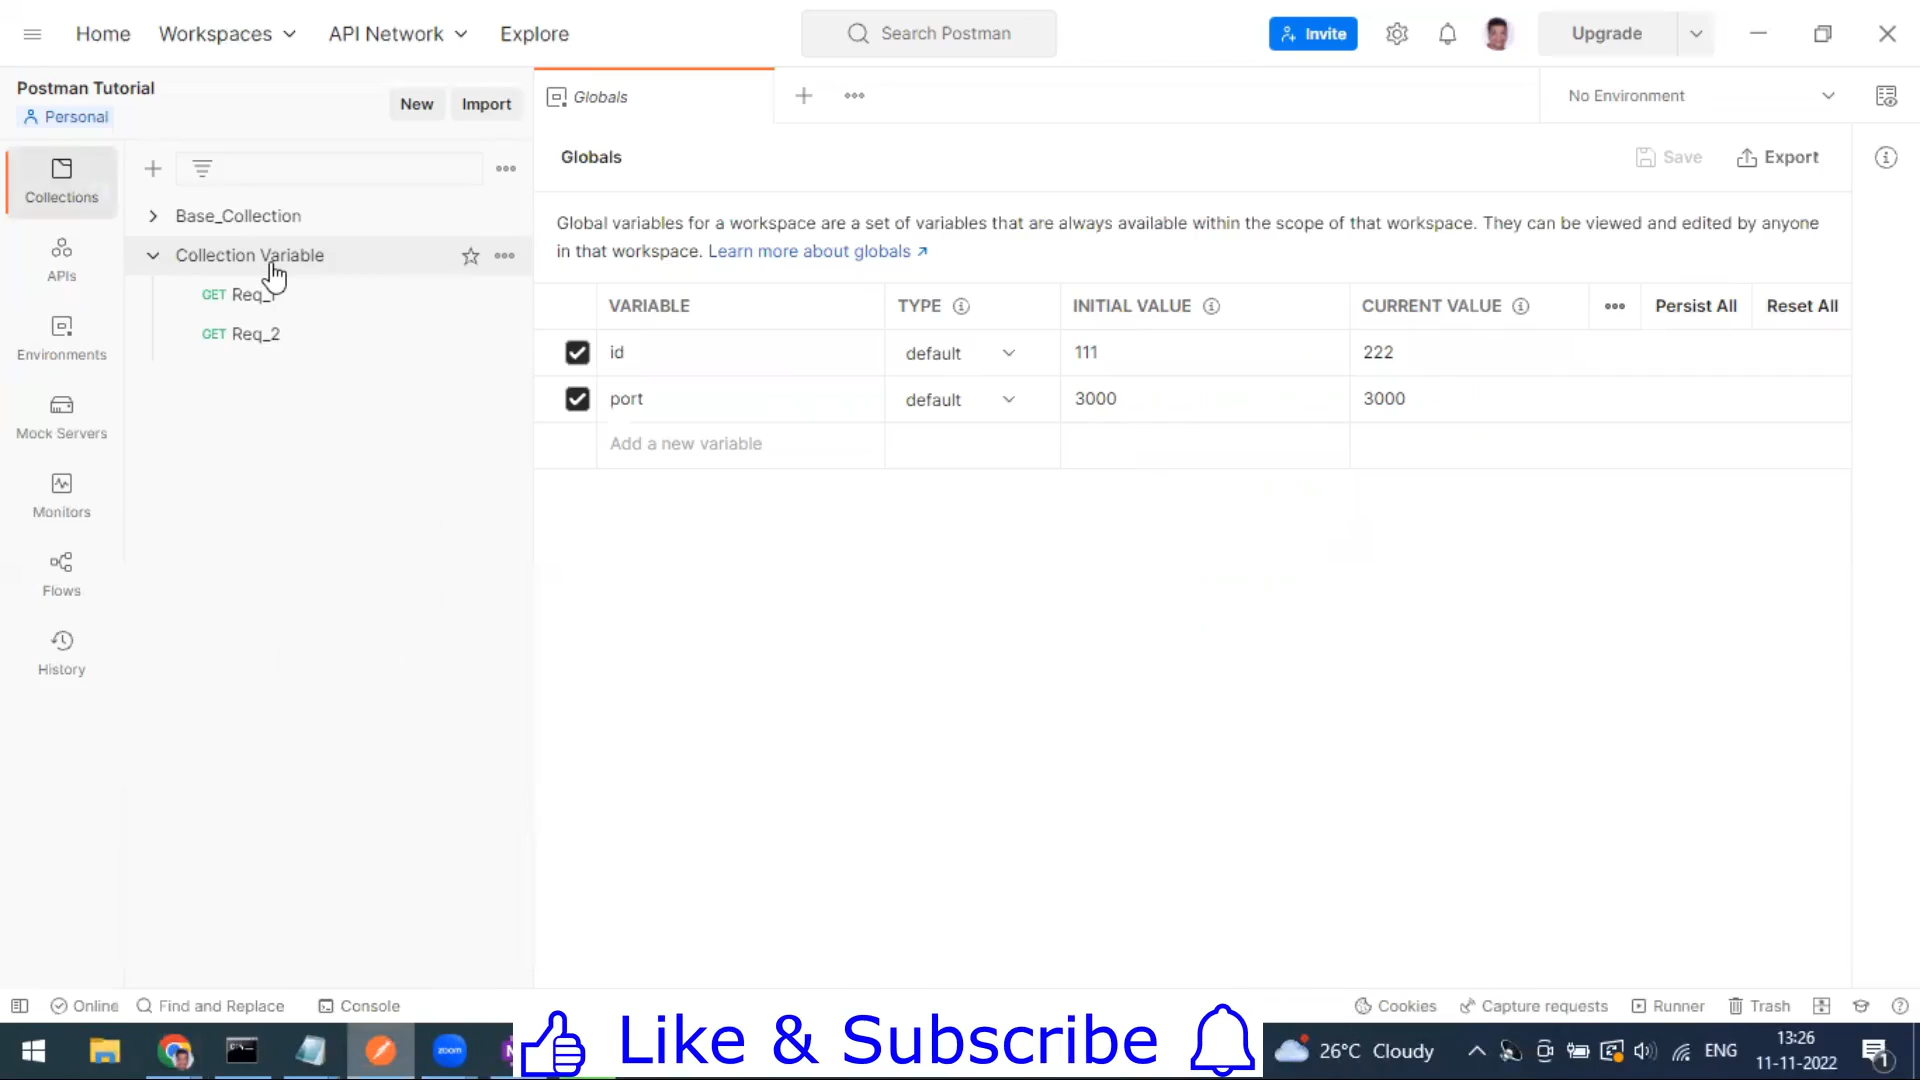 Home
Workspaces
API Network
Explore
Search Postman
Invite
Upgrade
Postman Tutorial
Personal
New
Import
Globals
No Environment
Collections
APIs
Environments
Mock Servers
Monitors
Flows
History
Base_Collection
Collection Variable
GET Req_1
GET Req_2
Globals
Save
Export
Global variables for a workspace are a set of variables that are always available within the scope of that workspace. They can be viewed and edited by anyone
in that workspace. Learn more about globals ↗
VARIABLE TYPE INITIAL VALUE CURRENT VALUE Persist All Reset All
id default 111 222
port default 3000 3000
Add a new variable
Online
Find and Replace
Console
Cookies
Capture requests
Runner
Trash
zoom
Like & Subscribe
26°C Cloudy
ENG
13:26
11-11-2022
1